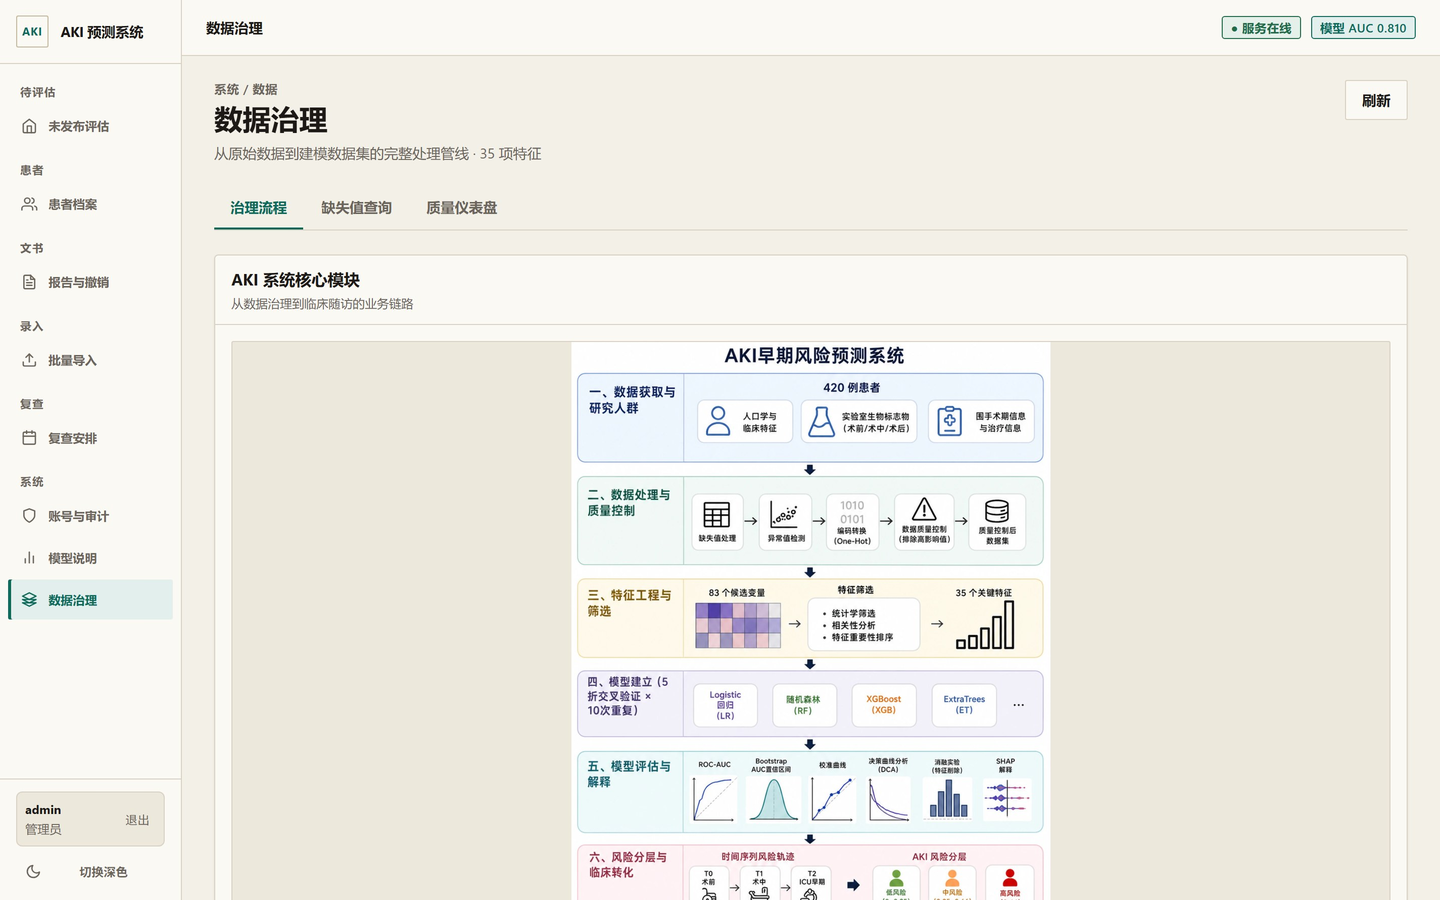 AKI
AKI 预测系统
待评估
未发布评估
患者
患者档案
文书
报告与撤销
录入
批量导入
复查
复查安排
系统
账号与审计
模型说明
数据治理
admin
管理员
退出
切换深色
数据治理
服务在线
模型 AUC 0.810
系统 / 数据
数据治理
从原始数据到建模数据集的完整处理管线 · 35 项特征
刷新
治理流程
缺失值查询
质量仪表盘
AKI 系统核心模块
从数据治理到临床随访的业务链路
AKI早期风险预测系统
一、数据获取与
研究人群
420 例患者
人口学与
临床特征
实验室生物标志物
(术前/术中/术后)
围手术期信息
与治疗信息
二、数据处理与
质量控制
缺失值处理
异常值检测
1010
0101
编码转换
(One-Hot)
数据质量控制
(排除高影响值)
质量控制后
数据集
三、特征工程与
筛选
83 个候选变量
特征筛选
• 统计学筛选
• 相关性分析
• 特征重要性排序
35 个关键特征
四、模型建立（5
折交叉验证 ×
10次重复）
Logistic
回归
(LR)
随机森林
(RF)
XGBoost
(XGB)
ExtraTrees
(ET)
...
五、模型评估与
解释
ROC-AUC
Bootstrap
AUC置信区间
校准曲线
决策曲线分析
(DCA)
消融实验
(特征删除)
SHAP
解释
六、风险分层与
临床转化
时间序列风险轨迹
T0
术前
T1
术中
T2
ICU早期
AKI 风险分层
低风险
中风险
高风险